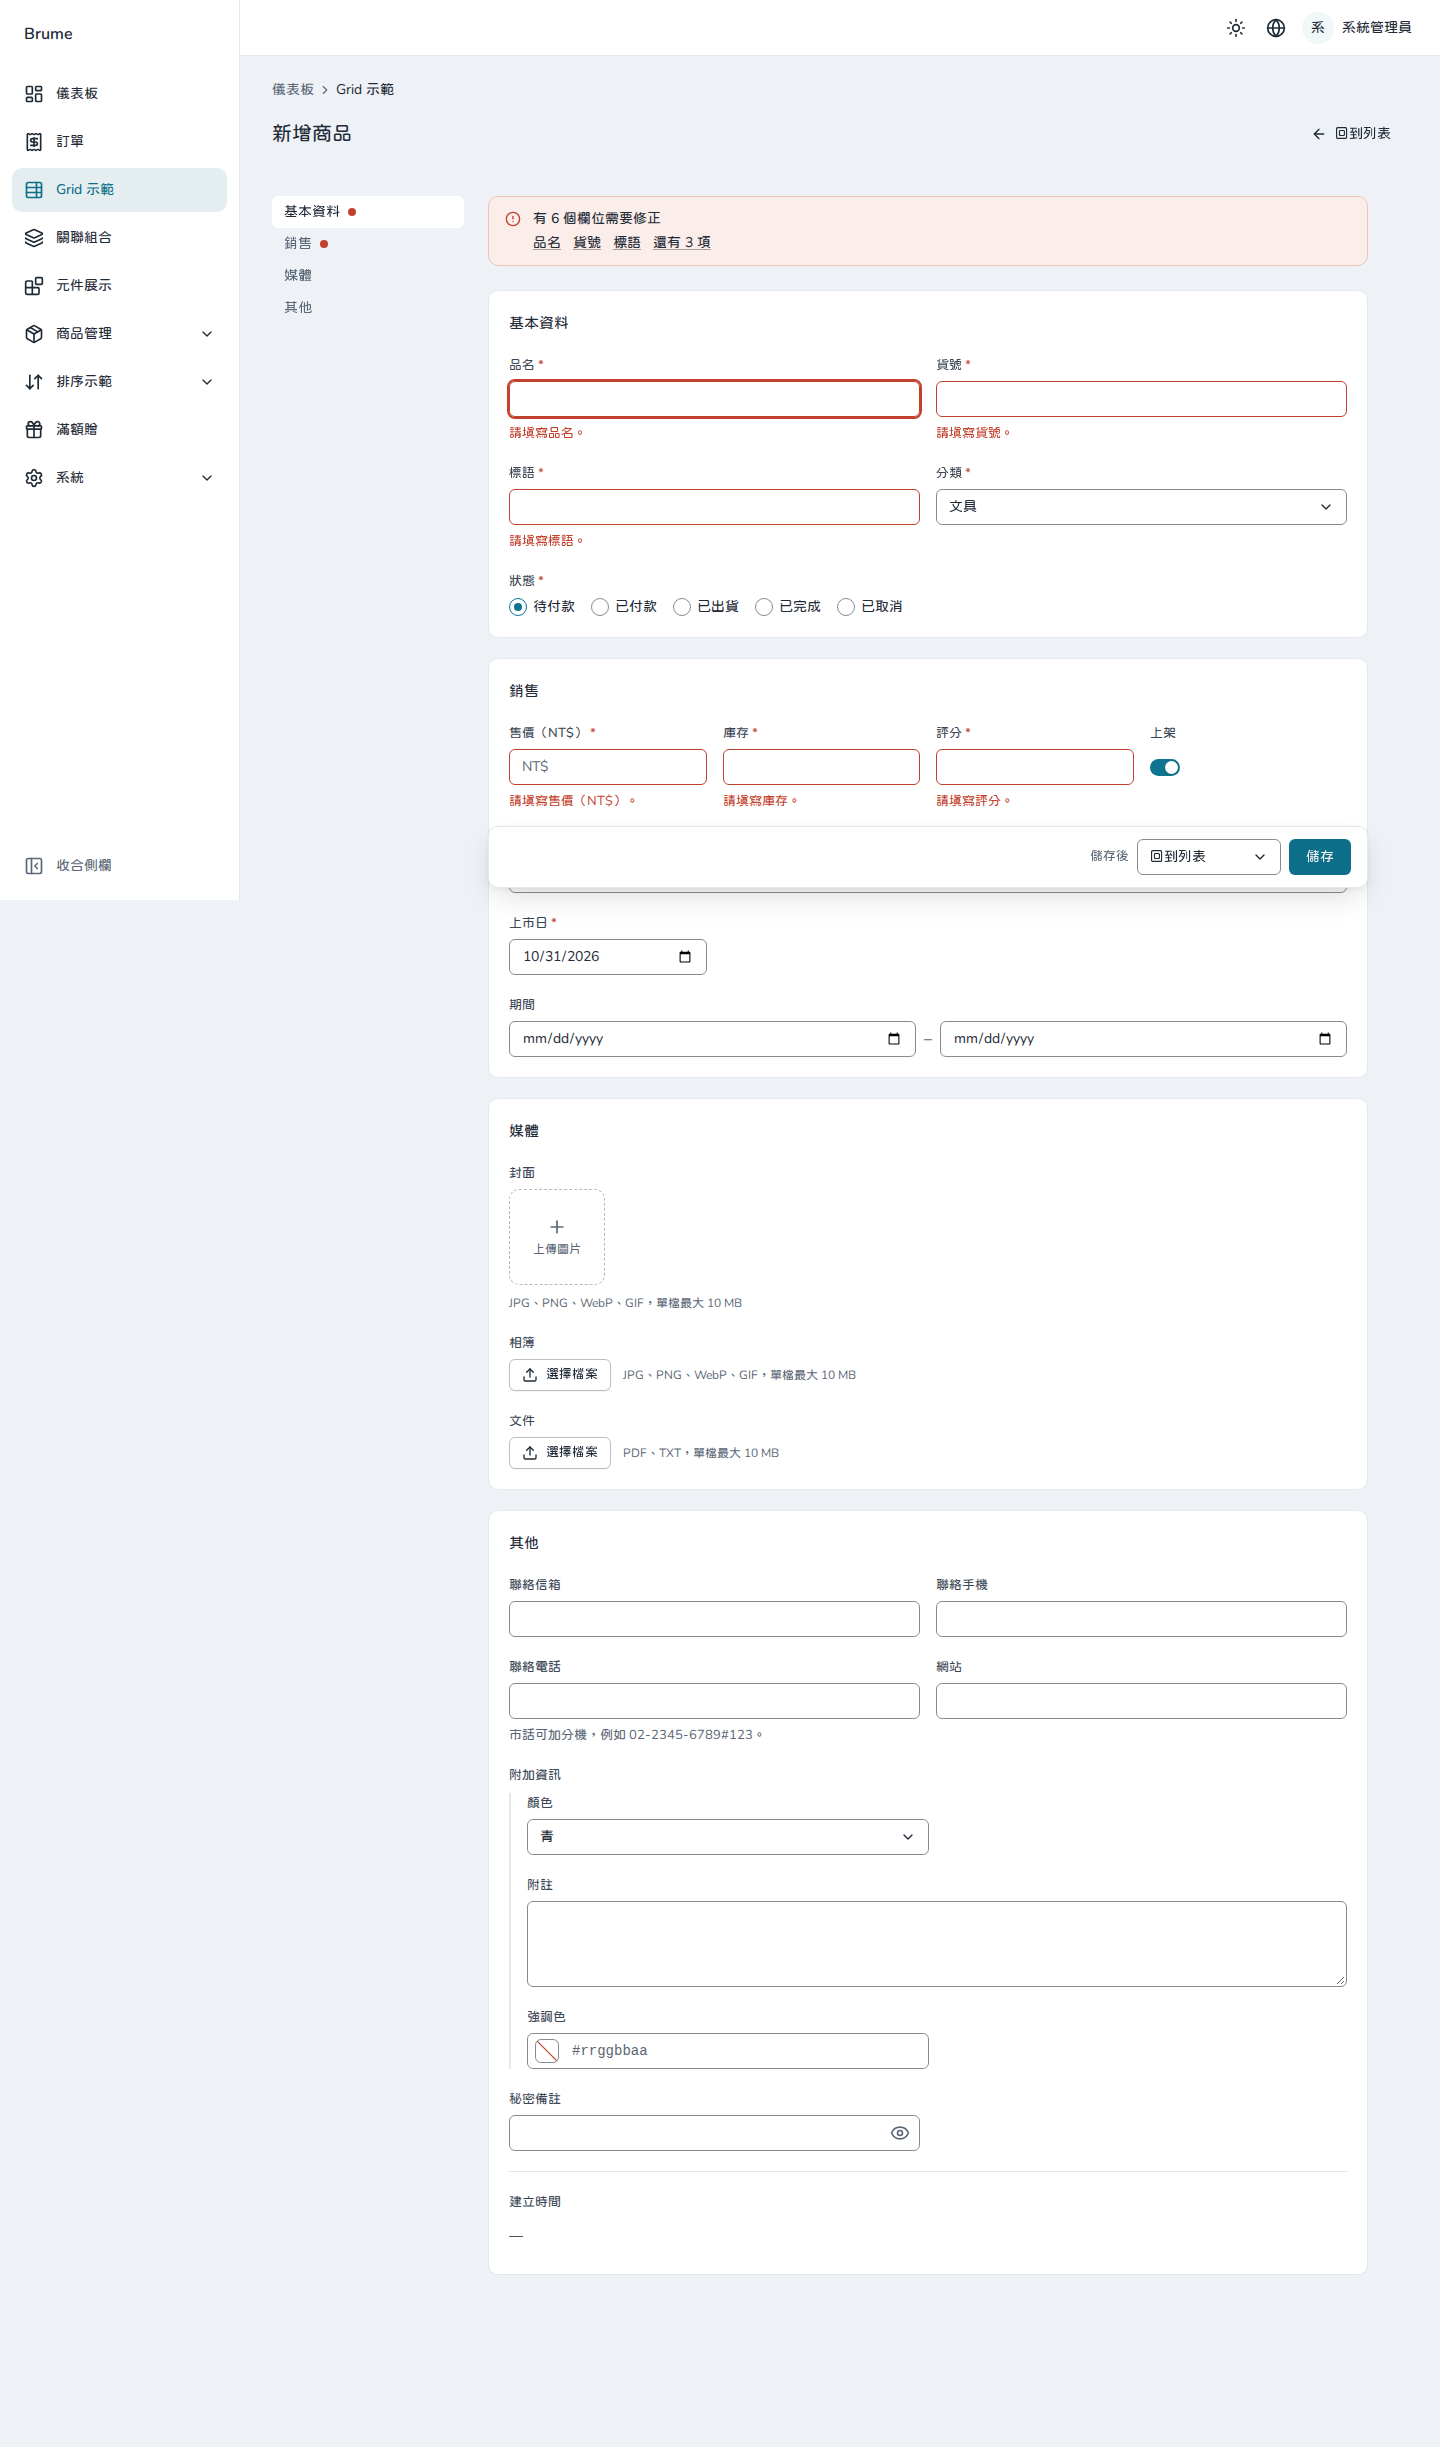 Brume
儀表板
訂單
Grid 示範
關聯組合
元件展示
商品管理
排序示範
滿額贈
系統
收合側欄
系 系統管理員
儀表板 > Grid 示範
新增商品
回到列表
基本資料
銷售
媒體
其他
有 6 個欄位需要修正
品名 貨號 標語 還有 3 項
基本資料
品名 * 貨號 *
請填寫品名。 請填寫貨號。
標語 * 分類 *
文具
請填寫標語。
狀態 *
待付款 已付款 已出貨 已完成 已取消
銷售
售價（NT$） * 庫存 * 評分 * 上架
NT$
請填寫售價（NT$）。 請填寫庫存。 請填寫評分。
儲存後 回到列表 儲存
上市日 *
10/31/2026
期間
mm/dd/yyyy – mm/dd/yyyy
媒體
封面
上傳圖片
JPG、PNG、WebP、GIF，單檔最大 10 MB
相簿
選擇檔案 JPG、PNG、WebP、GIF，單檔最大 10 MB
文件
選擇檔案 PDF、TXT，單檔最大 10 MB
其他
聯絡信箱 聯絡手機
聯絡電話 網站
市話可加分機，例如 02-2345-6789#123。
附加資訊
顏色
青
附註
強調色
#rrggbbaa
秘密備註
建立時間
—